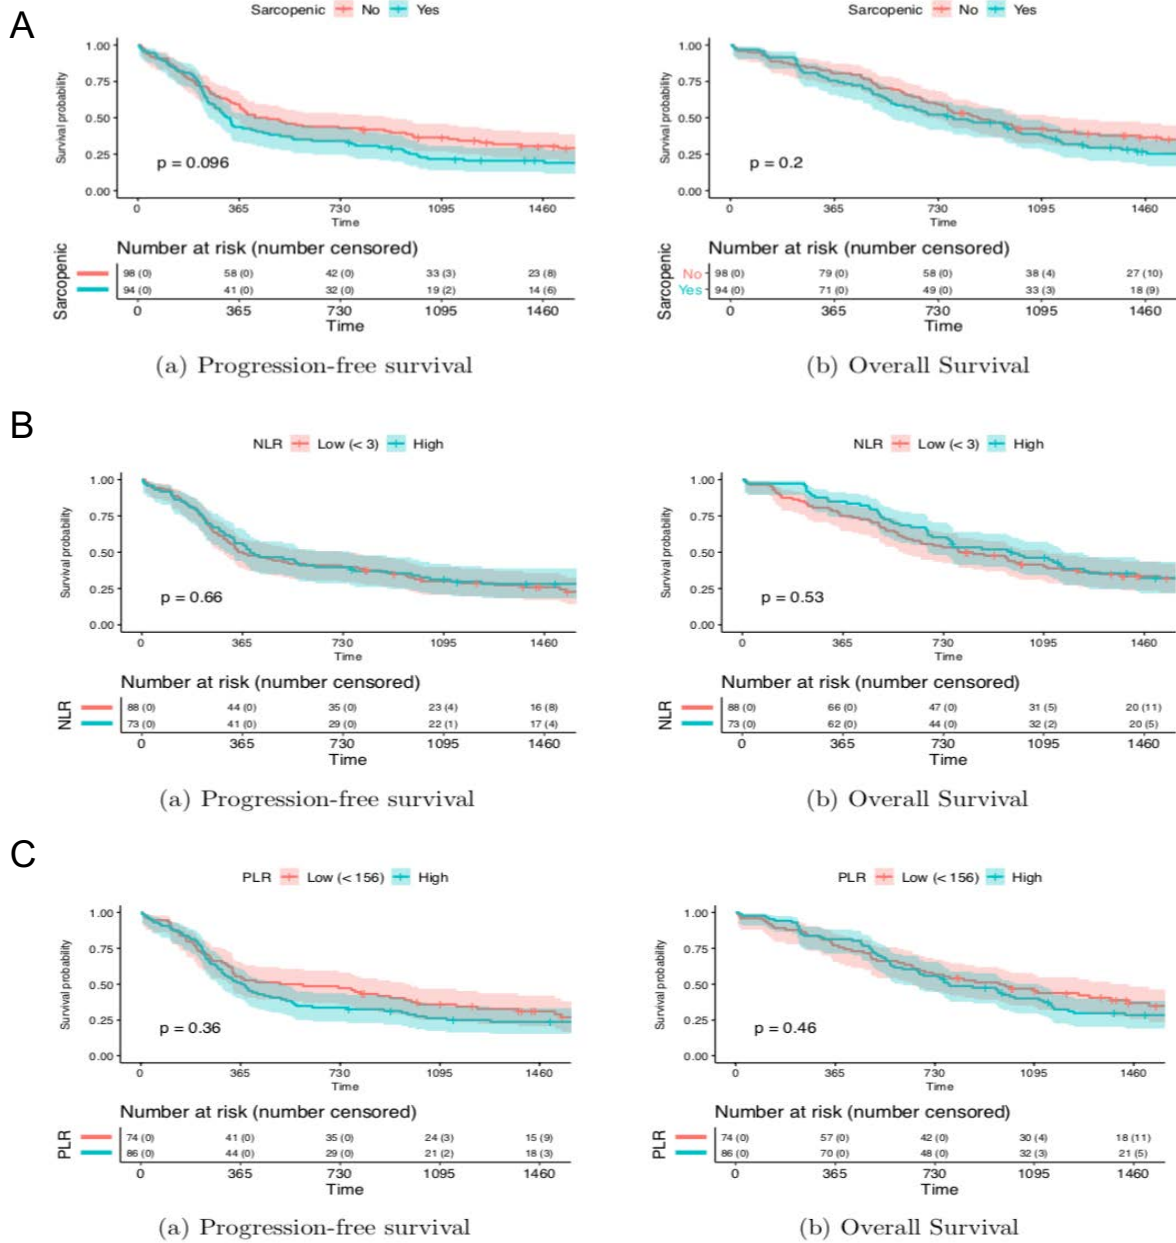 A
Sarcopenic No Yes
Survival probability
1.00
0.75
0.50
0.25
0.00
p = 0.096
0 365 730 1095 1460
Time
Number at risk (number censored)
Sarcopenic
98 (0) 58 (0) 42 (0) 33 (3) 23 (8)
94 (0) 41 (0) 32 (0) 19 (2) 14 (6)
0 365 730 1095 1460
Time
(a) Progression-free survival
Sarcopenic No Yes
Survival probability
1.00
0.75
0.50
0.25
0.00
p = 0.2
0 365 730 1095 1460
Time
Number at risk (number censored)
Sarcopenic
No 98 (0) 79 (0) 58 (0) 38 (4) 27 (10)
Yes 94 (0) 71 (0) 49 (0) 33 (3) 18 (9)
0 365 730 1095 1460
Time
(b) Overall Survival
B
NLR Low (< 3) High
Survival probability
1.00
0.75
0.50
0.25
0.00
p = 0.66
0 365 730 1095 1460
Time
Number at risk (number censored)
NLR
88 (0) 44 (0) 35 (0) 23 (4) 16 (8)
73 (0) 41 (0) 29 (0) 22 (1) 17 (4)
0 365 730 1095 1460
Time
(a) Progression-free survival
NLR Low (< 3) High
Survival probability
1.00
0.75
0.50
0.25
0.00
p = 0.53
0 365 730 1095 1460
Time
Number at risk (number censored)
NLR
88 (0) 66 (0) 47 (0) 31 (5) 20 (11)
73 (0) 62 (0) 44 (0) 32 (2) 20 (5)
0 365 730 1095 1460
Time
(b) Overall Survival
C
PLR Low (< 156) High
Survival probability
1.00
0.75
0.50
0.25
0.00
p = 0.36
0 365 730 1095 1460
Time
Number at risk (number censored)
PLR
74 (0) 41 (0) 35 (0) 24 (3) 15 (9)
86 (0) 44 (0) 29 (0) 21 (2) 18 (3)
0 365 730 1095 1460
Time
(a) Progression-free survival
PLR Low (< 156) High
Survival probability
1.00
0.75
0.50
0.25
0.00
p = 0.46
0 365 730 1095 1460
Time
Number at risk (number censored)
PLR
74 (0) 57 (0) 42 (0) 30 (4) 18 (11)
86 (0) 70 (0) 48 (0) 32 (3) 21 (5)
0 365 730 1095 1460
Time
(b) Overall Survival